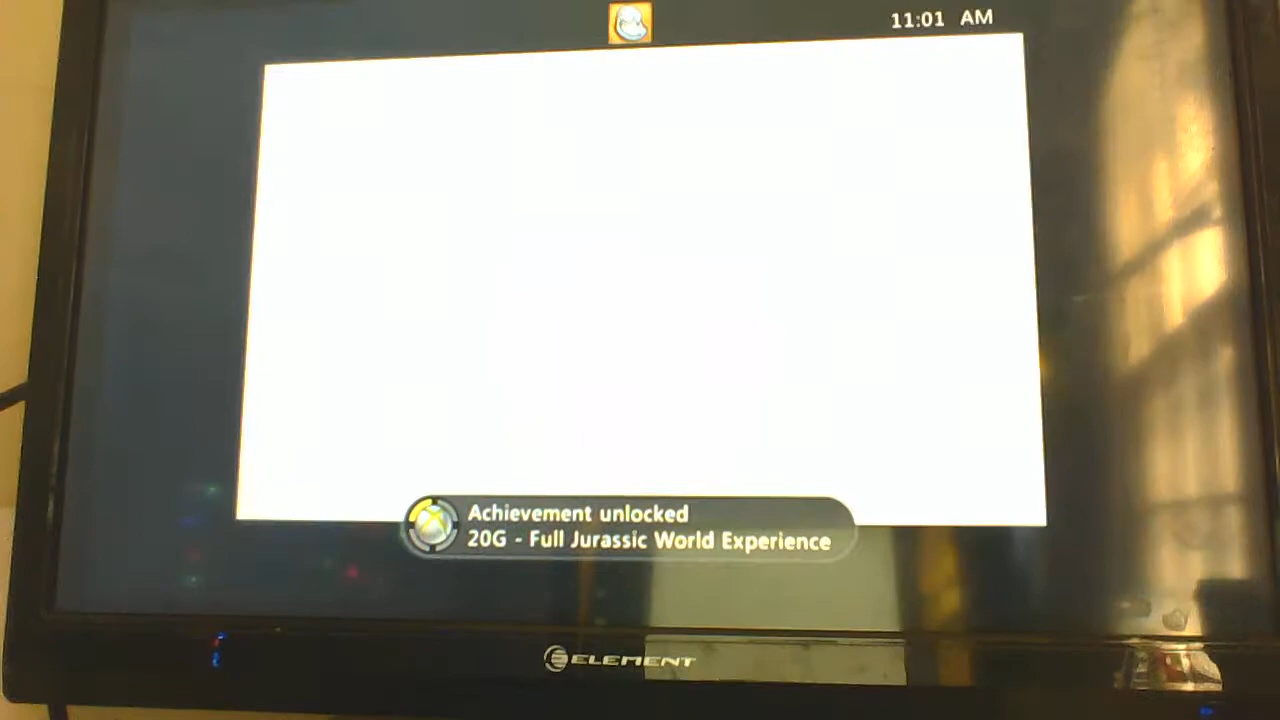 11:01 AM
Achievement unlocked
20G - Full Jurassic World Experience
ELEMENT